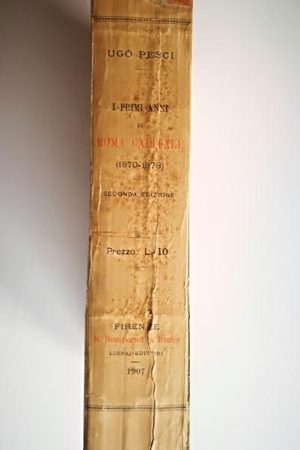 UGO PESCI
I PRIMI ANNI
DI
ROMA CAPITALE
(1870-1878)
SECONDA EDIZIONE
Prezzo: L. 10
FIRENZE
R. Bemporad & Figlio
LIBRAI-EDITORI
1907